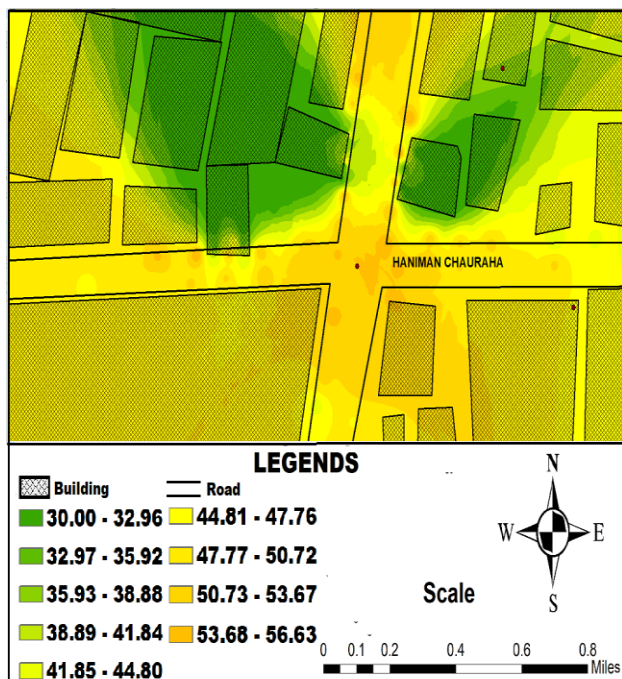 HANIMAN CHAURAHA
LEGENDS
Building
Road
30.00 - 32.96
44.81 - 47.76
32.97 - 35.92
47.77 - 50.72
35.93 - 38.88
50.73 - 53.67
38.89 - 41.84
53.68 - 56.63
41.85 - 44.80
N
W E
S
Scale
0 0.1 0.2 0.4 0.6 0.8
Miles